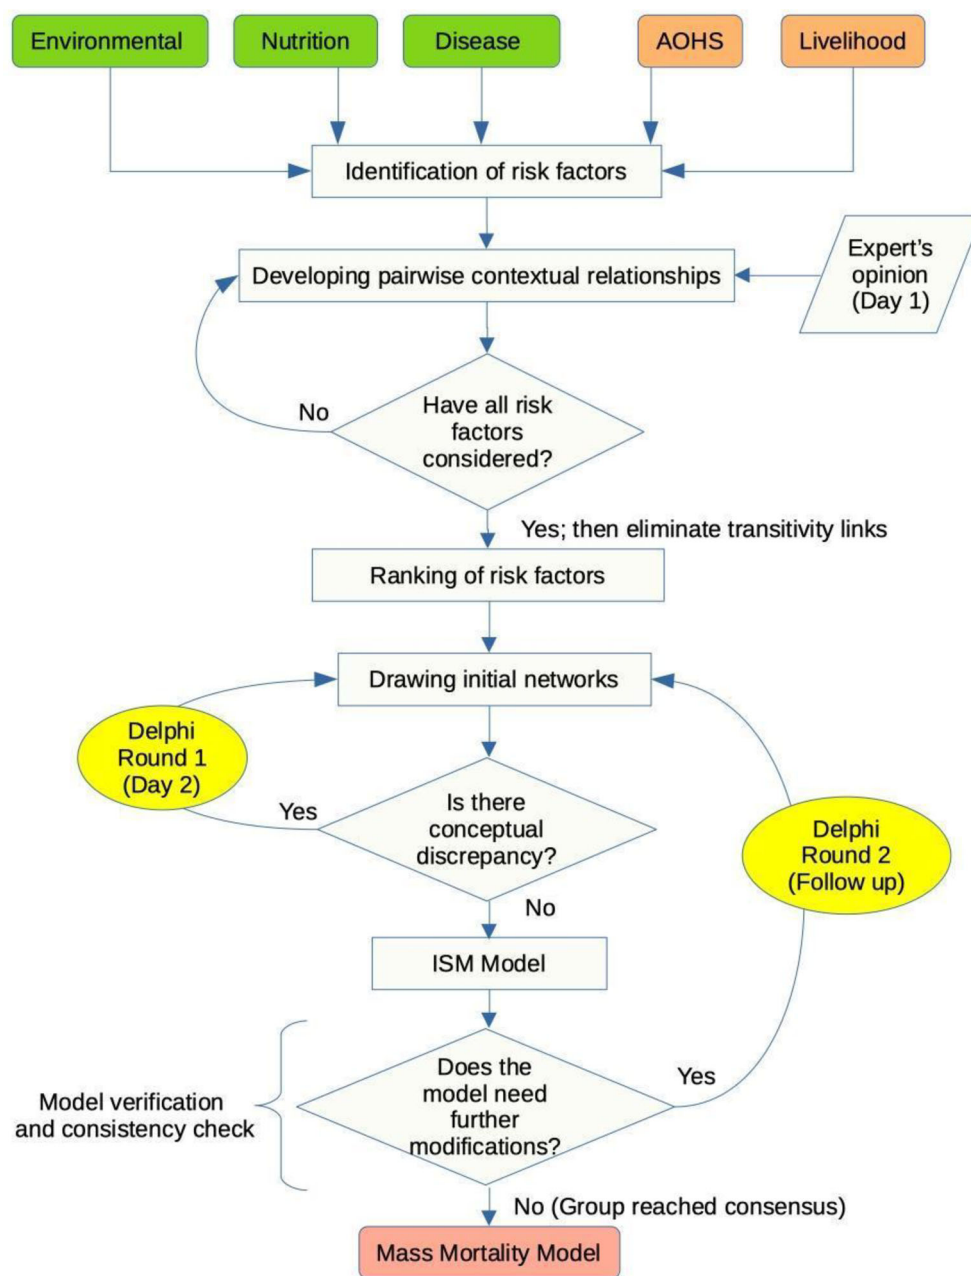 Environmental
Nutrition
Disease
AOHS
Livelihood
Identification of risk factors
Developing pairwise contextual relationships
Expert's
opinion
(Day 1)
No
Have all risk
factors
considered?
Yes; then eliminate transitivity links
Ranking of risk factors
Drawing initial networks
Delphi
Round 1
(Day 2)
Yes
Is there
conceptual
discrepancy?
Delphi
Round 2
(Follow up)
No
ISM Model
Does the
model need
further
modifications?
Yes
Model verification
and consistency check
No (Group reached consensus)
Mass Mortality Model